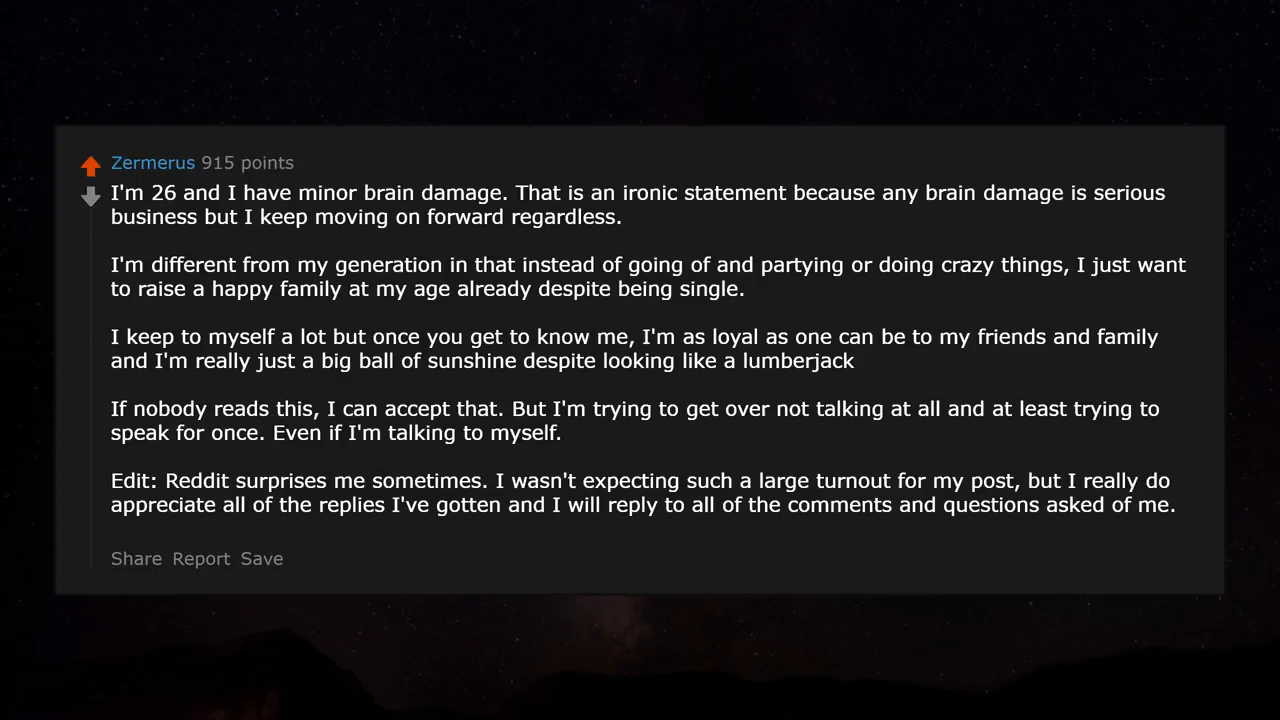 Zermerus 915 points
I'm 26 and I have minor brain damage. That is an ironic statement because any brain damage is serious
business but I keep moving on forward regardless.
I'm different from my generation in that instead of going of and partying or doing crazy things, I just want
to raise a happy family at my age already despite being single.
I keep to myself a lot but once you get to know me, I'm as loyal as one can be to my friends and family
and I'm really just a big ball of sunshine despite looking like a lumberjack
If nobody reads this, I can accept that. But I'm trying to get over not talking at all and at least trying to
speak for once. Even if I'm talking to myself.
Edit: Reddit surprises me sometimes. I wasn't expecting such a large turnout for my post, but I really do
appreciate all of the replies I've gotten and I will reply to all of the comments and questions asked of me.
Share Report Save